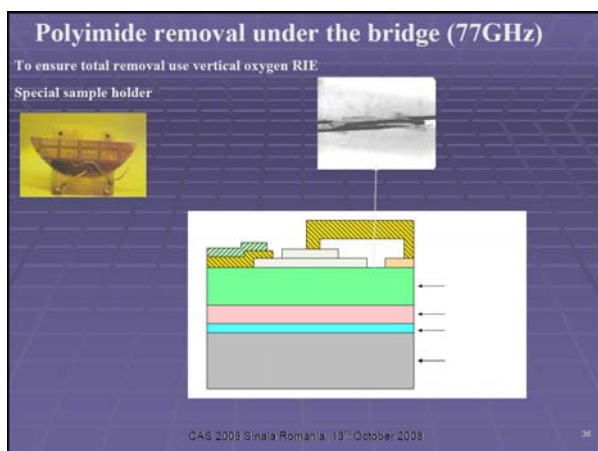 Polyimide removal under the bridge (77GHz)
To ensure total removal use vertical oxygen RIE
Special sample holder
CAS 2008 Sinaia Romania, 13th October 2008
36